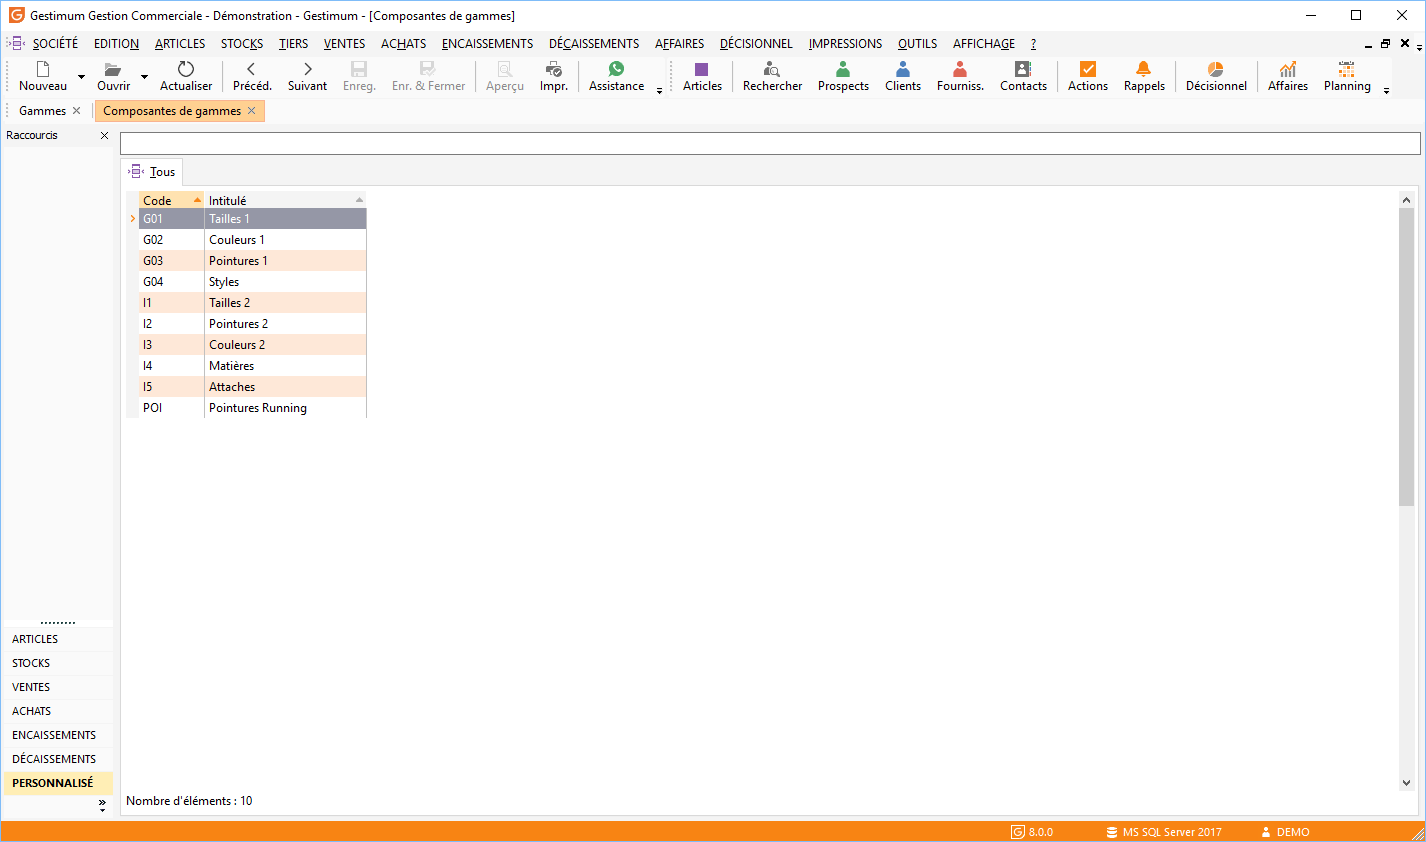 Gestimum Gestion Commerciale - Démonstration - Gestimum - [Composantes de gammes]
SOCIÉTÉ EDITION ARTICLES STOCKS TIERS VENTES ACHATS ENCAISSEMENTS DÉCAISSEMENTS AFFAIRES DÉCISIONNEL IMPRESSIONS OUTILS AFFICHAGE ?
Nouveau Ouvrir Actualiser Précéd. Suivant Enreg. Enr. & Fermer Aperçu Impr. Assistance Articles Rechercher Prospects Clients Fourniss. Contacts Actions Rappels Décisionnel Affaires Planning
Gammes Composantes de gammes
Raccourcis
Tous
Code Intitulé
G01 Tailles 1
G02 Couleurs 1
G03 Pointures 1
G04 Styles
I1 Tailles 2
I2 Pointures 2
I3 Couleurs 2
I4 Matières
I5 Attaches
POI Pointures Running
ARTICLES
STOCKS
VENTES
ACHATS
ENCAISSEMENTS
DÉCAISSEMENTS
PERSONNALISÉ
Nombre d'éléments : 10
8.0.0 MS SQL Server 2017 DEMO